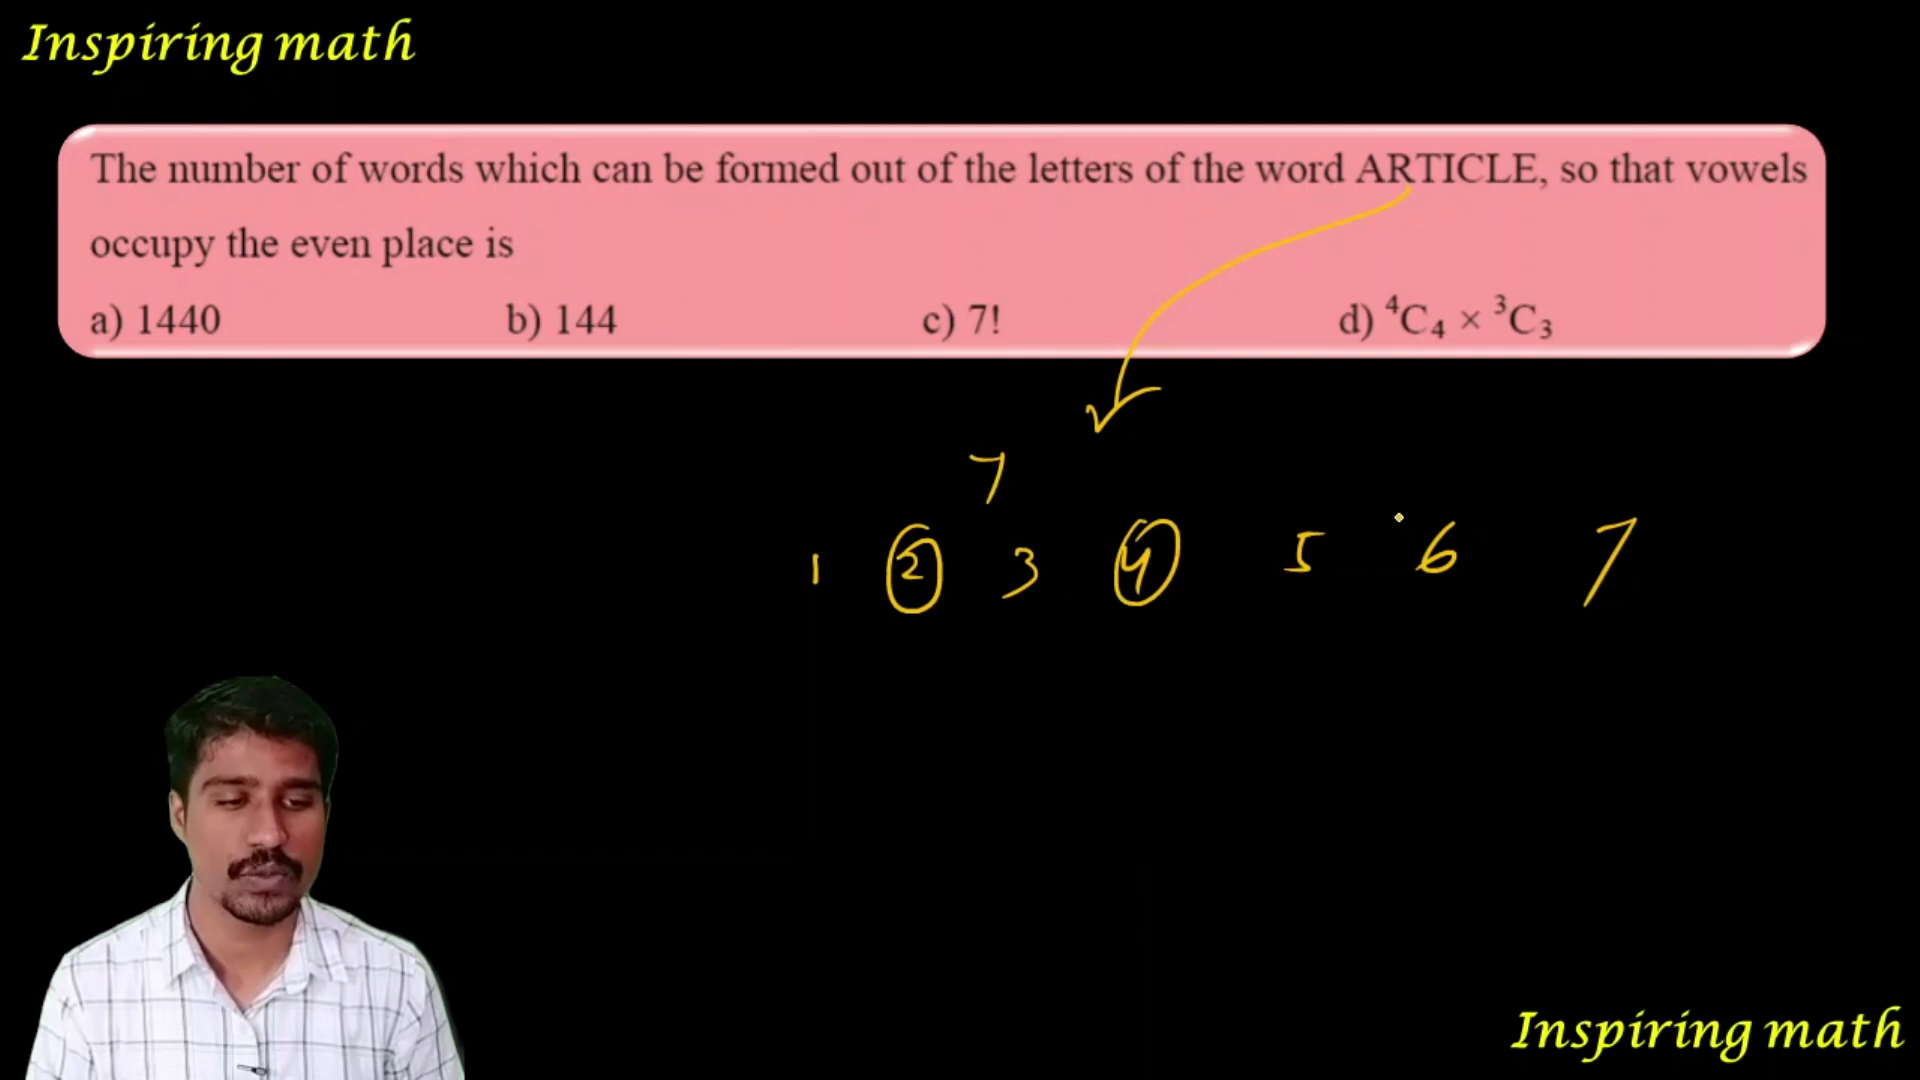 Inspiring math
The number of words which can be formed out of the letters of the word ARTICLE, so that vowels
occupy the even place is
a) 1440 b) 144 c) 7! d) ⁴C₄ × ³C₃
7
1 2 3 4 5 6 7
Inspiring math